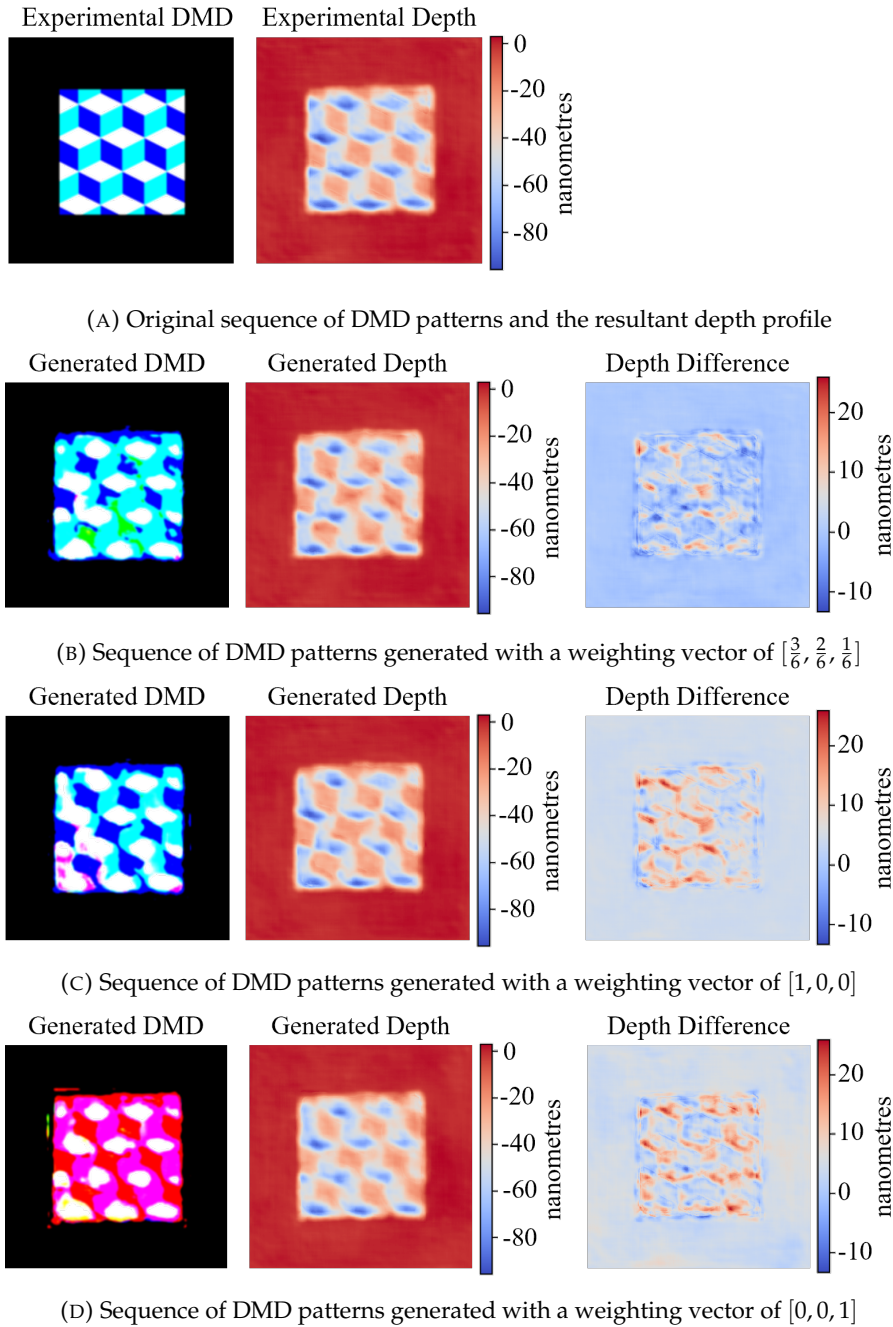 Experimental DMD Experimental Depth
0
-20
-40
-60
-80
nanometres
(A) Original sequence of DMD patterns and the resultant depth profile
Generated DMD Generated Depth Depth Difference
0
-20
-40
-60
-80
nanometres
20
10
0
-10
nanometres
(B) Sequence of DMD patterns generated with a weighting vector of [3/6, 2/6, 1/6]
Generated DMD Generated Depth Depth Difference
0
-20
-40
-60
-80
nanometres
20
10
0
-10
nanometres
(C) Sequence of DMD patterns generated with a weighting vector of [1, 0, 0]
Generated DMD Generated Depth Depth Difference
0
-20
-40
-60
-80
nanometres
20
10
0
-10
nanometres
(D) Sequence of DMD patterns generated with a weighting vector of [0, 0, 1]